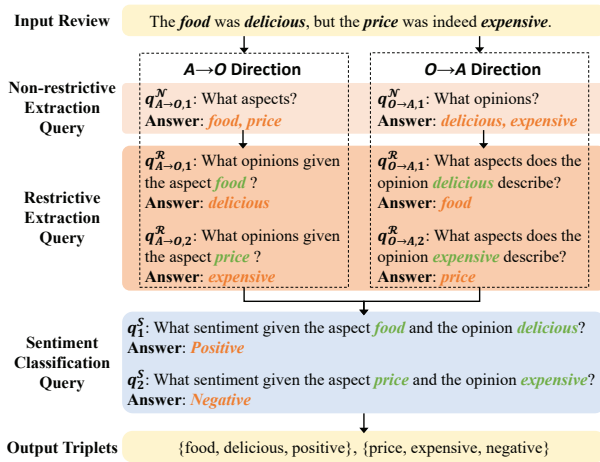 Input Review
The food was delicious, but the price was indeed expensive.
A→O Direction
O→A Direction
Non-restrictive
Extraction
Query
q^N_{A→O,1}: What aspects?
Answer: food, price
q^N_{O→A,1}: What opinions?
Answer: delicious, expensive
Restrictive
Extraction
Query
q^R_{A→O,1}: What opinions given
the aspect food ?
Answer: delicious
q^R_{A→O,2}: What opinions given
the aspect price ?
Answer: expensive
q^R_{O→A,1}: What aspects does the
opinion delicious describe?
Answer: food
q^R_{O→A,2}: What aspects does the
opinion expensive describe?
Answer: price
Sentiment
Classification
Query
q^S_1: What sentiment given the aspect food and the opinion delicious?
Answer: Positive
q^S_2: What sentiment given the aspect price and the opinion expensive?
Answer: Negative
Output Triplets
{food, delicious, positive}, {price, expensive, negative}